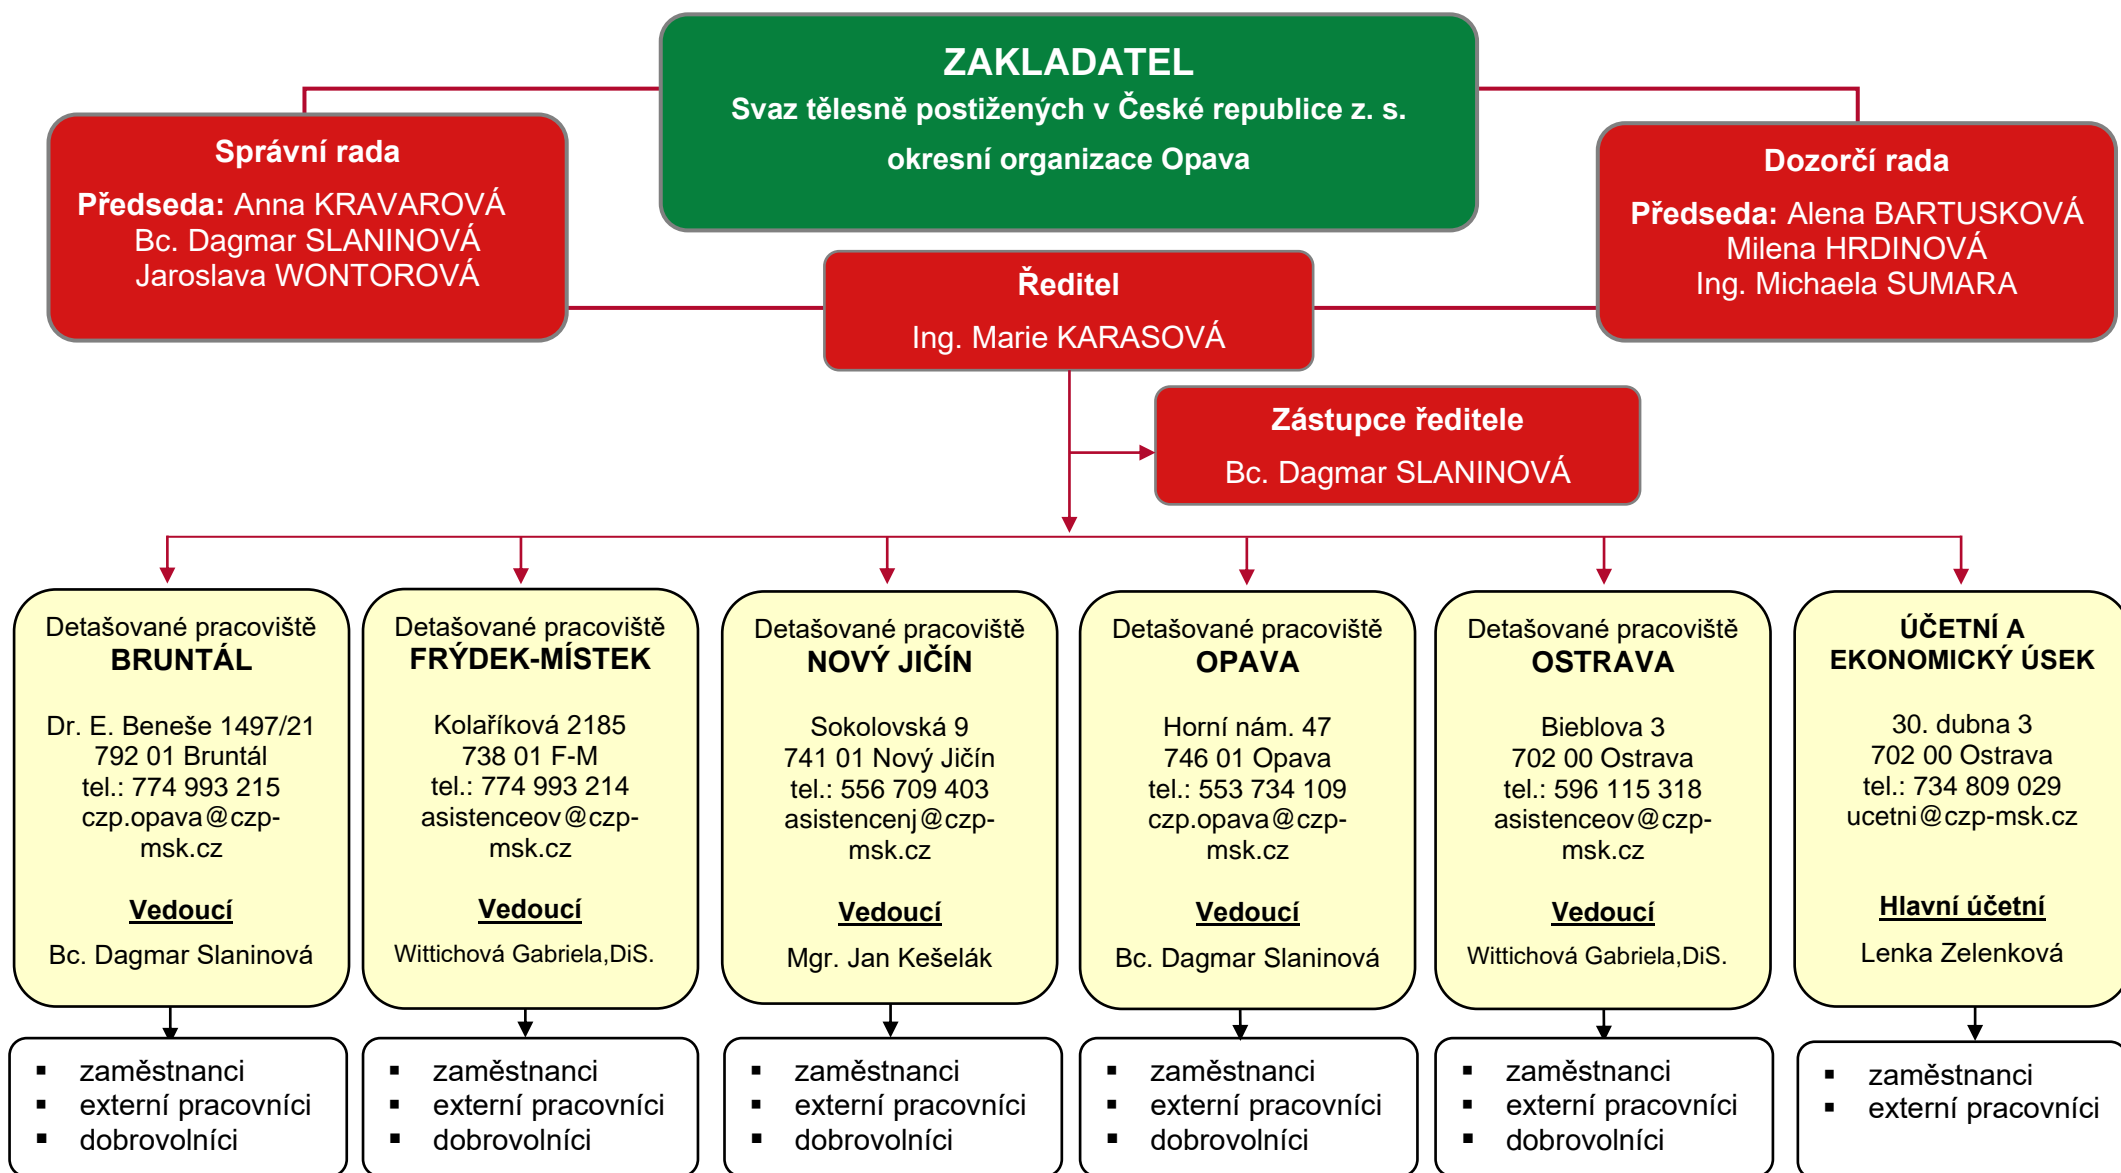 ZAKLADATEL
Svaz tělesně postižených v České republice z. s.
okresní organizace Opava
Správní rada
Předseda: Anna KRAVAROVÁ
Bc. Dagmar SLANINOVÁ
Jaroslava WONTOROVÁ
Dozorčí rada
Předseda: Alena BARTUSKOVÁ
Milena HRDINOVÁ
Ing. Michaela SUMARA
Ředitel
Ing. Marie KARASOVÁ
Zástupce ředitele
Bc. Dagmar SLANINOVÁ
Detašované pracoviště
BRUNTÁL
Dr. E. Beneše 1497/21
792 01 Bruntál
tel.: 774 993 215
czp.opava@czp-
msk.cz
Vedoucí
Bc. Dagmar Slaninová
Detašované pracoviště
FRÝDEK-MÍSTEK
Kolaříková 2185
738 01 F-M
tel.: 774 993 214
asistenceov@czp-
msk.cz
Vedoucí
Wittichová Gabriela,DiS.
Detašované pracoviště
NOVÝ JIČÍN
Sokolovská 9
741 01 Nový Jičín
tel.: 556 709 403
asistencenj@czp-
msk.cz
Vedoucí
Mgr. Jan Kešelák
Detašované pracoviště
OPAVA
Horní nám. 47
746 01 Opava
tel.: 553 734 109
czp.opava@czp-
msk.cz
Vedoucí
Bc. Dagmar Slaninová
Detašované pracoviště
OSTRAVA
Bieblova 3
702 00 Ostrava
tel.: 596 115 318
asistenceov@czp-
msk.cz
Vedoucí
Wittichová Gabriela,DiS.
ÚČETNÍ A
EKONOMICKÝ ÚSEK
30. dubna 3
702 00 Ostrava
tel.: 734 809 029
ucetni@czp-msk.cz
Hlavní účetní
Lenka Zelenková
▪ zaměstnanci
▪ externí pracovníci
▪ dobrovolníci
▪ zaměstnanci
▪ externí pracovníci
▪ dobrovolníci
▪ zaměstnanci
▪ externí pracovníci
▪ dobrovolníci
▪ zaměstnanci
▪ externí pracovníci
▪ dobrovolníci
▪ zaměstnanci
▪ externí pracovníci
▪ dobrovolníci
▪ zaměstnanci
▪ externí pracovníci